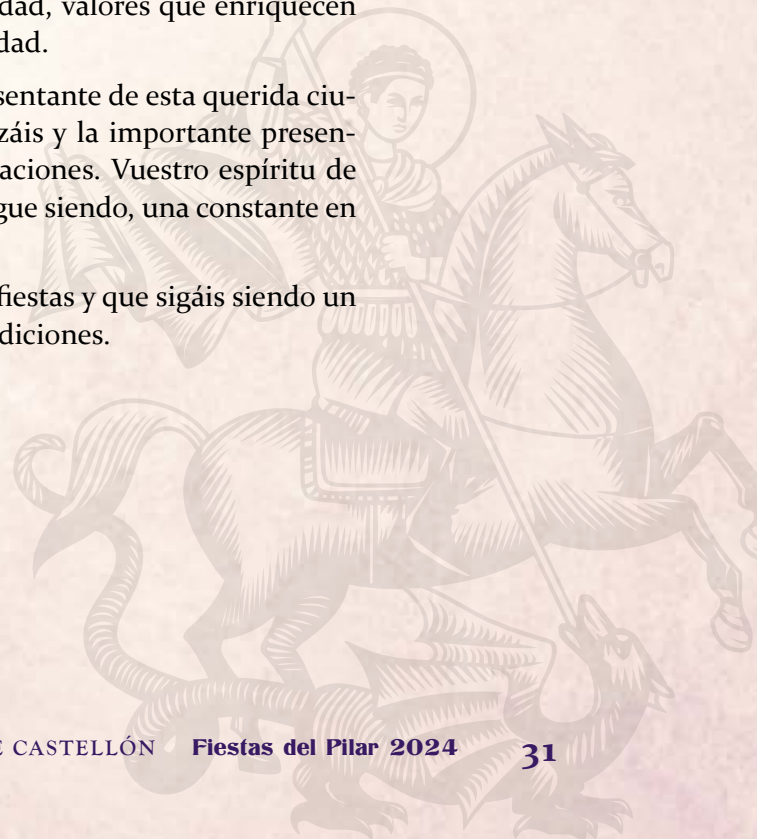 dad, valores que enriquecen
dad.
sentante de esta querida ciu-
záis y la importante presen-
aciones. Vuestro espíritu de
gue siendo, una constante en
fiestas y que sigáis siendo un
diciones.
E CASTELLÓN Fiestas del Pilar 2024 31